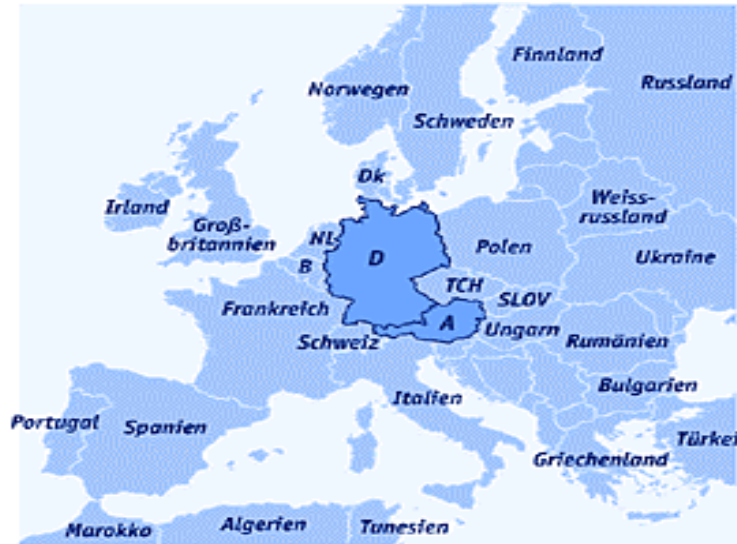 Finnland
Norwegen
Russland
Schweden
Dk
Irland
Weiss-
russland
Groß-
britannien
NL
Polen
Ukraine
B
D
TCH
SLOV
Frankreich
A
Ungarn
Schweiz
Rumänien
Bulgarien
Italien
Portugal
Spanien
Türkei
Griechenland
Marokko
Algerien
Tunesien